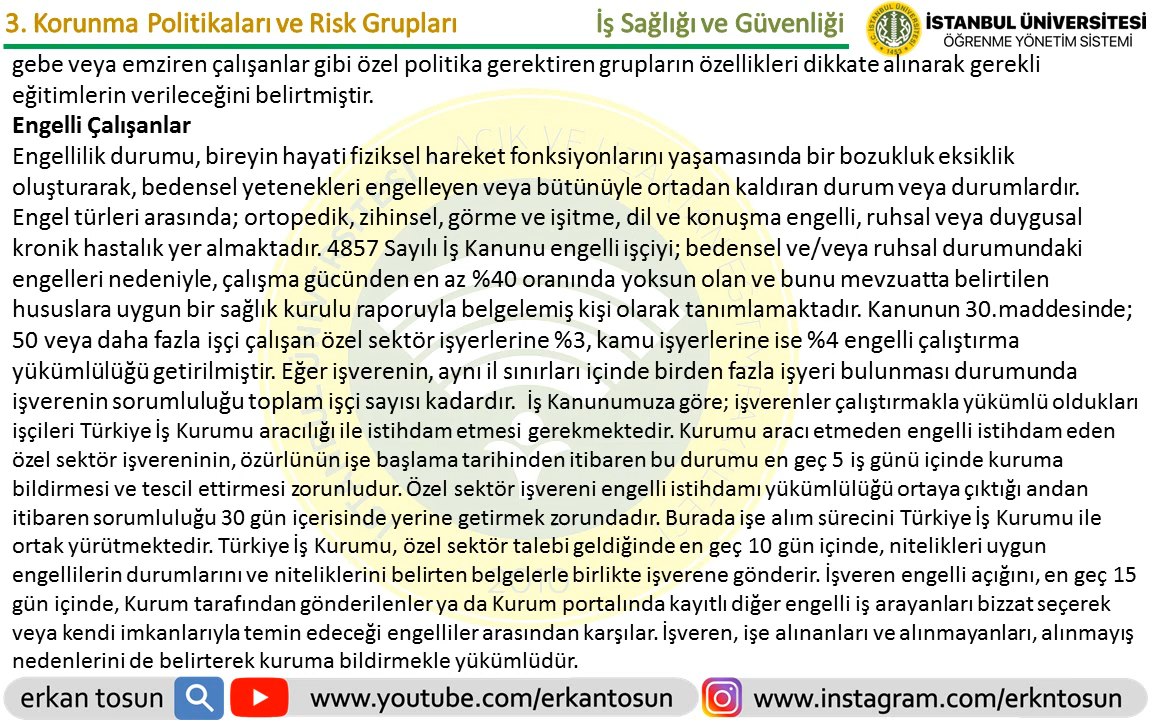 3. Korunma Politikaları ve Risk Grupları
İş Sağlığı ve Güvenliği
İSTANBUL ÜNİVERSİTESİ
ÖĞRENME YÖNETİM SİSTEMİ
gebe veya emziren çalışanlar gibi özel politika gerektiren grupların özellikleri dikkate alınarak gerekli
eğitimlerin verileceğini belirtmiştir.
Engelli Çalışanlar
Engellilik durumu, bireyin hayati fiziksel hareket fonksiyonlarını yaşamasında bir bozukluk eksiklik
oluşturarak, bedensel yetenekleri engelleyen veya bütünüyle ortadan kaldıran durum veya durumlardır.
Engel türleri arasında; ortopedik, zihinsel, görme ve işitme, dil ve konuşma engelli, ruhsal veya duygusal
kronik hastalık yer almaktadır. 4857 Sayılı İş Kanunu engelli işçiyi; bedensel ve/veya ruhsal durumundaki
engelleri nedeniyle, çalışma gücünden en az %40 oranında yoksun olan ve bunu mevzuatta belirtilen
hususlara uygun bir sağlık kurulu raporuyla belgelemiş kişi olarak tanımlamaktadır. Kanunun 30.maddesinde;
50 veya daha fazla işçi çalışan özel sektör işyerlerine %3, kamu işyerlerine ise %4 engelli çalıştırma
yükümlülüğü getirilmiştir. Eğer işverenin, aynı il sınırları içinde birden fazla işyeri bulunması durumunda
işverenin sorumluluğu toplam işçi sayısı kadardır. İş Kanunumuza göre; işverenler çalıştırmakla yükümlü oldukları
işçileri Türkiye İş Kurumu aracılığı ile istihdam etmesi gerekmektedir. Kurumu aracı etmeden engelli istihdam eden
özel sektör işvereninin, özürlünün işe başlama tarihinden itibaren bu durumu en geç 5 iş günü içinde kuruma
bildirmesi ve tescil ettirmesi zorunludur. Özel sektör işvereni engelli istihdamı yükümlülüğü ortaya çıktığı andan
itibaren sorumluluğu 30 gün içerisinde yerine getirmek zorundadır. Burada işe alım sürecini Türkiye İş Kurumu ile
ortak yürütmektedir. Türkiye İş Kurumu, özel sektör talebi geldiğinde en geç 10 gün içinde, nitelikleri uygun
engellilerin durumlarını ve niteliklerini belirten belgelerle birlikte işverene gönderir. İşveren engelli açığını, en geç 15
gün içinde, Kurum tarafından gönderilenler ya da Kurum portalında kayıtlı diğer engelli iş arayanları bizzat seçerek
veya kendi imkanlarıyla temin edeceği engelliler arasından karşılar. İşveren, işe alınanları ve alınmayanları, alınmayış
nedenlerini de belirterek kuruma bildirmekle yükümlüdür.
erkan tosun
www.youtube.com/erkantosun
www.instagram.com/erkntosun